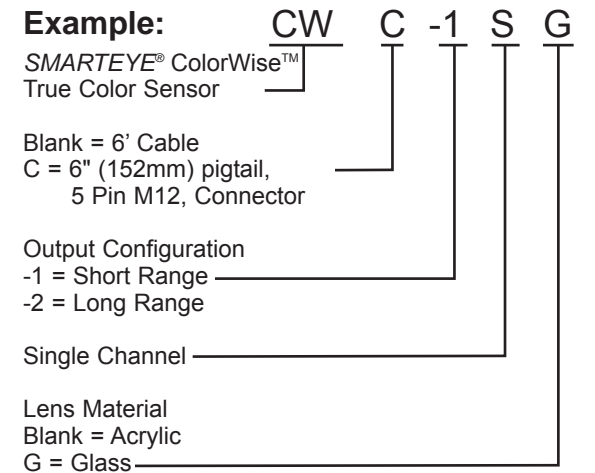 Example: CW C -1 S G
SMARTEYE® ColorWise™
True Color Sensor
Blank = 6’ Cable
C = 6" (152mm) pigtail,
5 Pin M12, Connector
Output Configuration
-1 = Short Range
-2 = Long Range
Single Channel
Lens Material
Blank = Acrylic
G = Glass